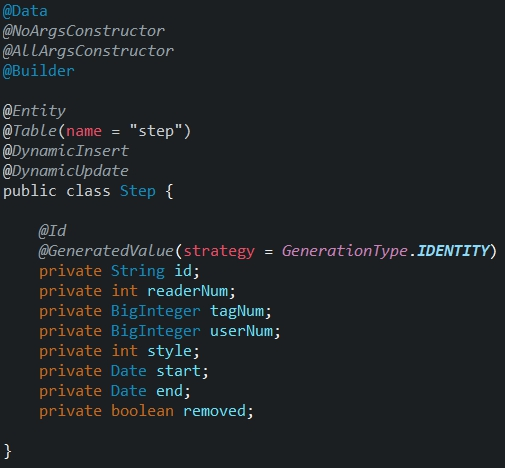 @Data
@NoArgsConstructor
@AllArgsConstructor
@Builder
@Entity
@Table(name = "step")
@DynamicInsert
@DynamicUpdate
public class Step {
@Id
@GeneratedValue(strategy = GenerationType.IDENTITY)
private String id;
private int readerNum;
private BigInteger tagNum;
private BigInteger userNum;
private int style;
private Date start;
private Date end;
private boolean removed;
}